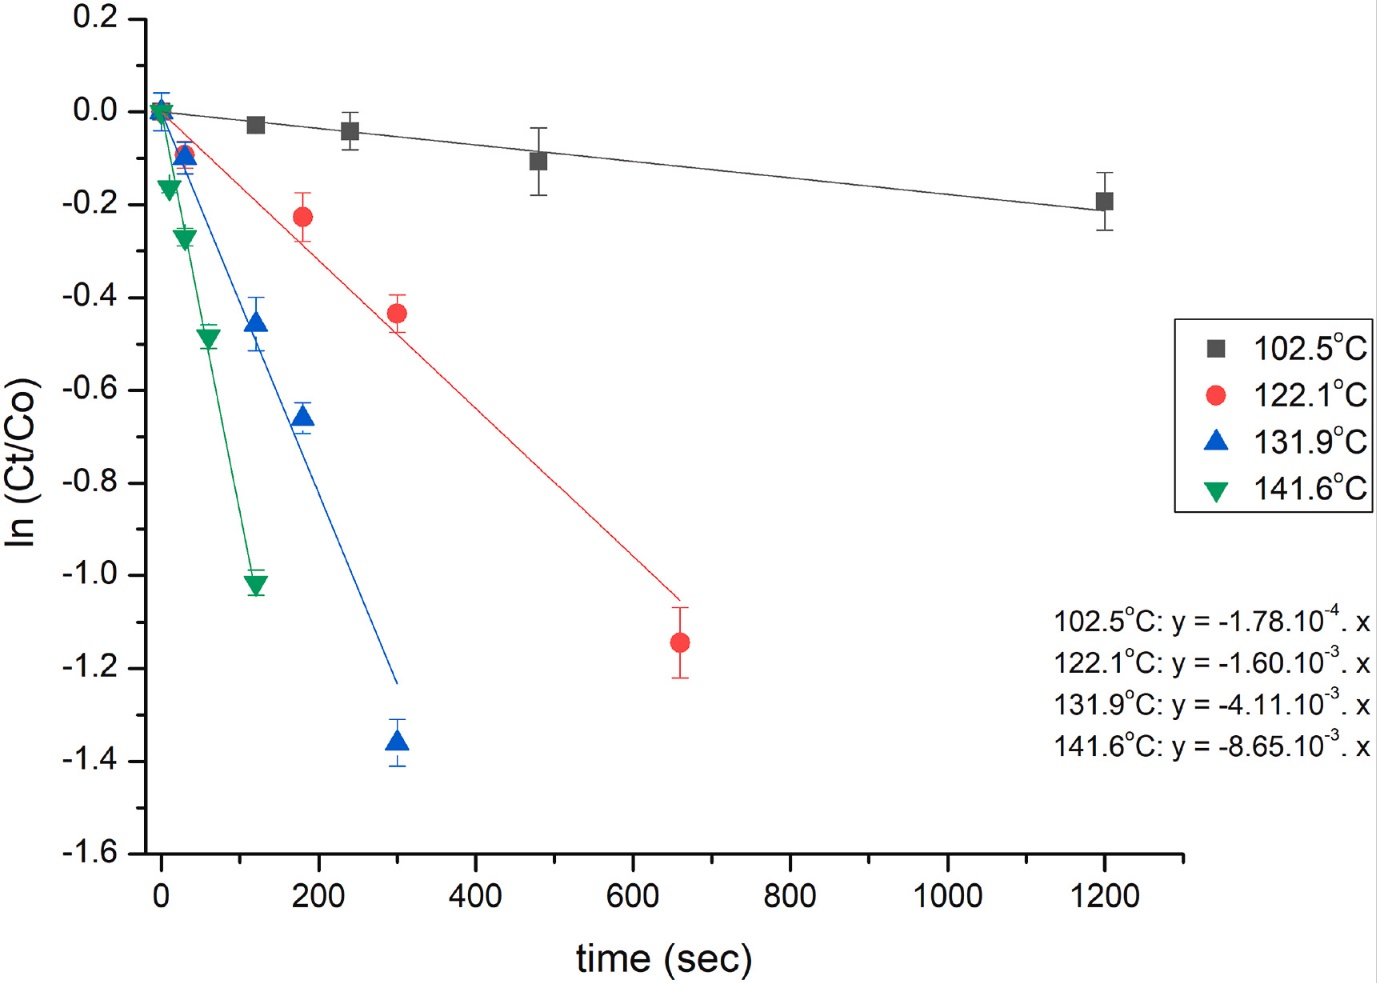 0.2
0.0
-0.2
-0.4
-0.6
-0.8
-1.0
-1.2
-1.4
-1.6
ln (Ct/Co)
0 200 400 600 800 1000 1200
time (sec)
102.5°C
122.1°C
131.9°C
141.6°C
102.5°C: y = -1.78.10⁻⁴. x
122.1°C: y = -1.60.10⁻³. x
131.9°C: y = -4.11.10⁻³. x
141.6°C: y = -8.65.10⁻³. x